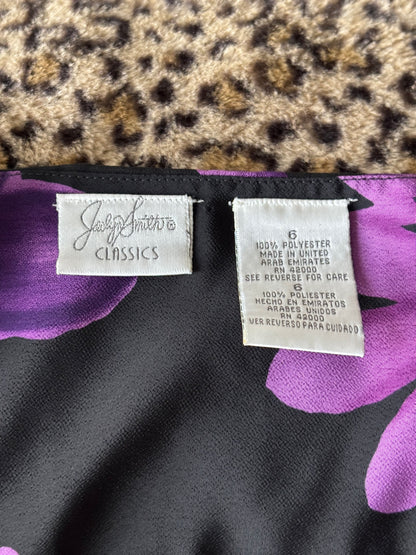 Jaclyn Smith®
CLASSICS
6
100% POLYESTER
MADE IN UNITED
ARAB EMIRATES
RN 42000
SEE REVERSE FOR CARE
6
100% POLIESTER
HECHO EN EMIRATOS
ARABES UNIDOS
RN 42000
VER REVERSO PARA CUIDADO